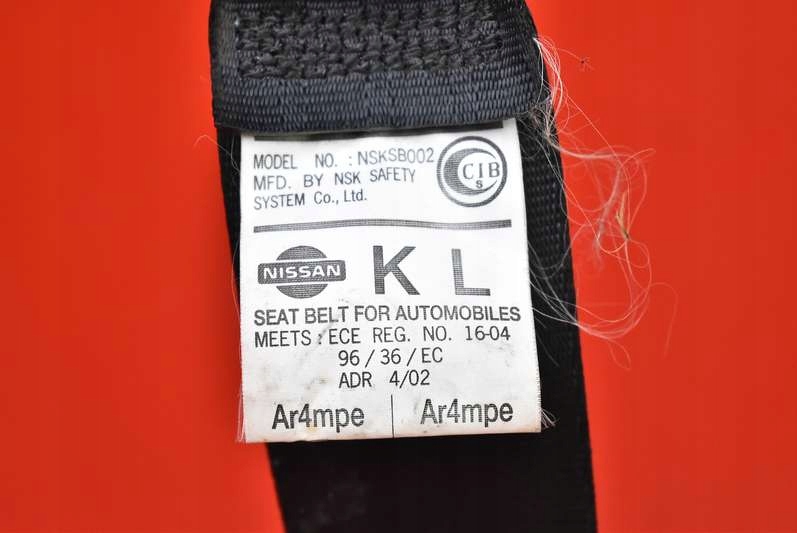 MODEL NO. : NSKSB002
MFD. BY NSK SAFETY
SYSTEM Co., Ltd.
CIB
S
NISSAN
K L
SEAT BELT FOR AUTOMOBILES
MEETS : ECE REG. NO. 16-04
96 / 36 / EC
ADR 4/02
Ar4mpe | Ar4mpe